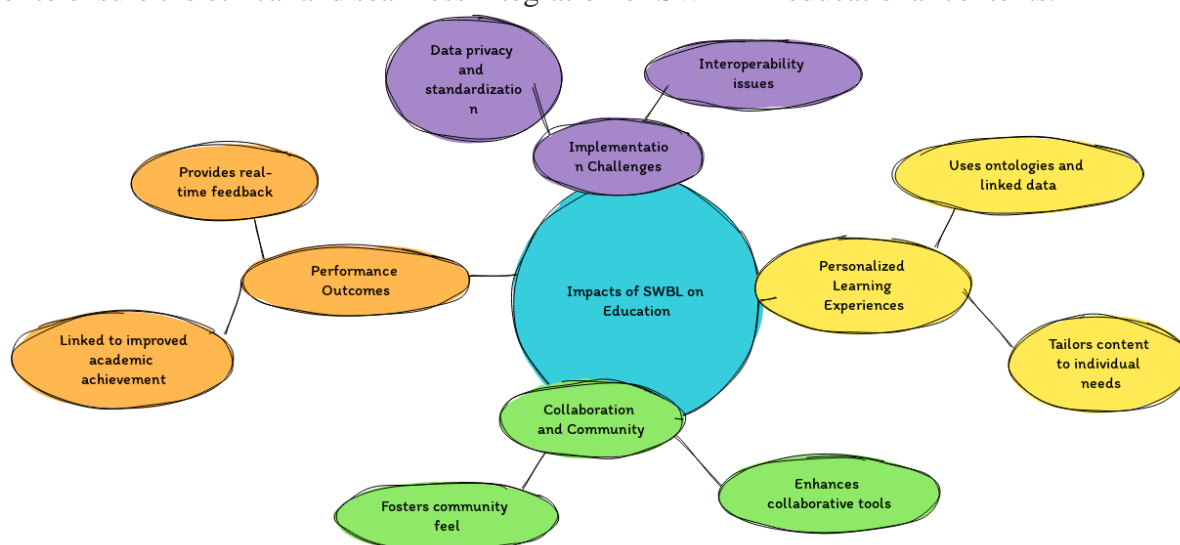 Data privacy
and
standardizatio
n
Interoperability
issues
Implementatio
n Challenges
Provides real-
time feedback
Uses ontologies and
linked data
Performance
Outcomes
Personalized
Learning
Experiences
Impacts of SWBL on
Education
Linked to improved
academic
achievement
Tailors content
to individual
needs
Collaboration
and Community
Enhances
collaborative tools
Fosters community
feel